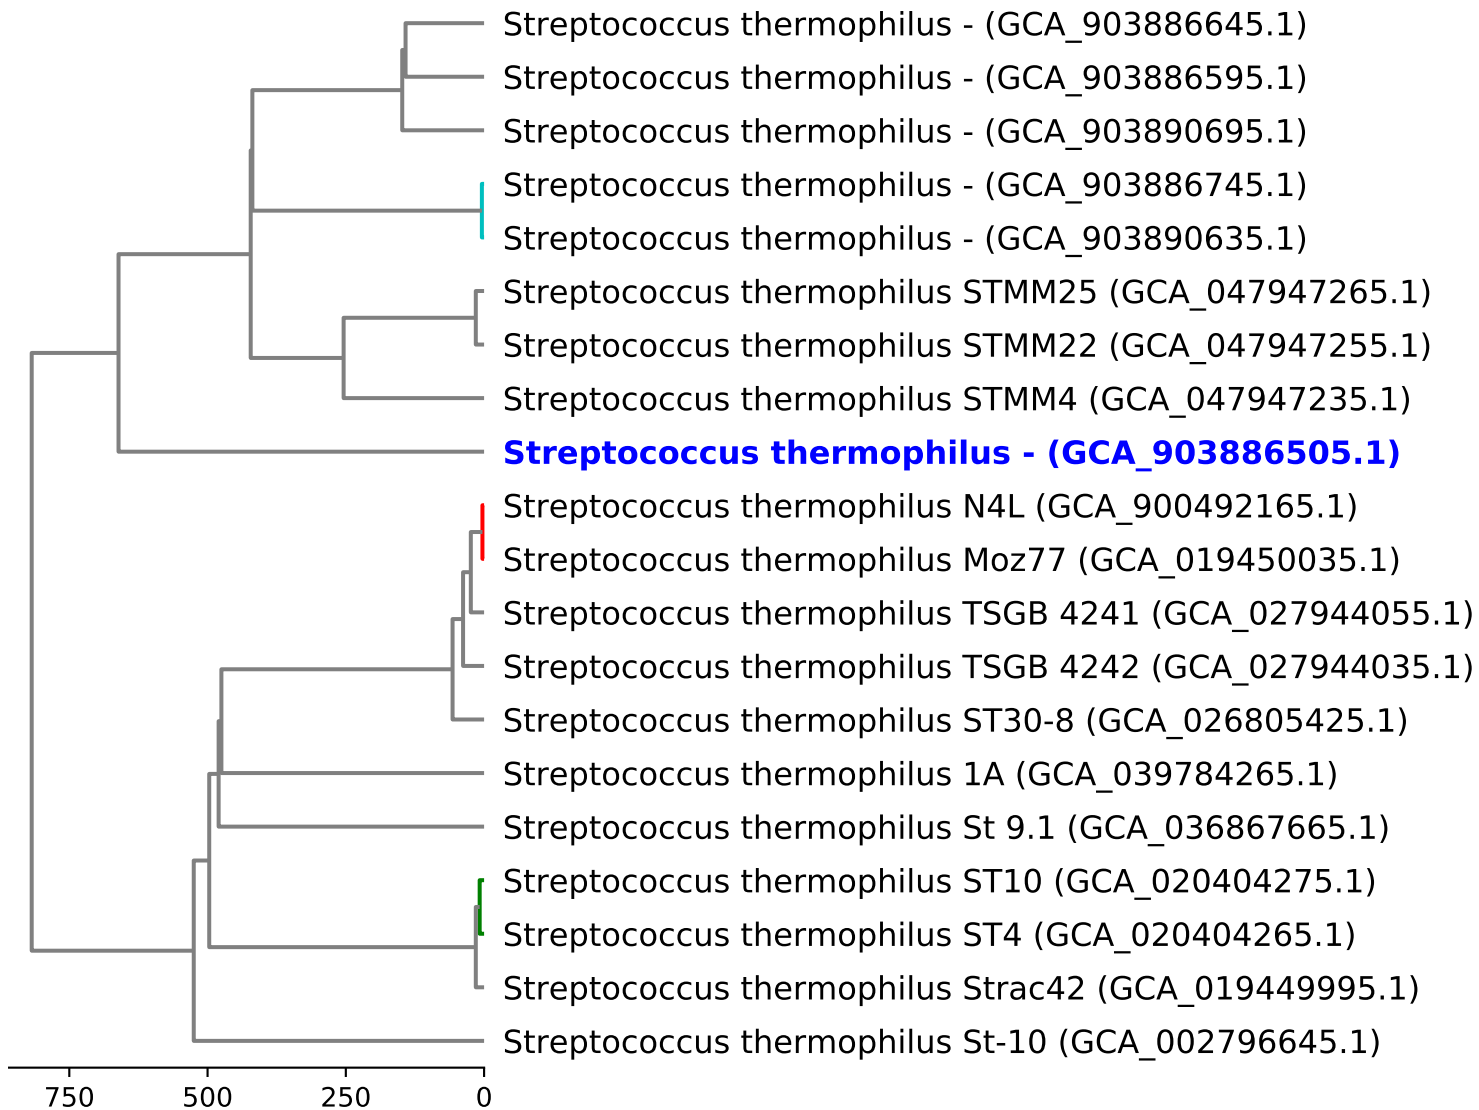 Streptococcus thermophilus - (GCA_903886645.1)
Streptococcus thermophilus - (GCA_903886595.1)
Streptococcus thermophilus - (GCA_903890695.1)
Streptococcus thermophilus - (GCA_903886745.1)
Streptococcus thermophilus - (GCA_903890635.1)
Streptococcus thermophilus STMM25 (GCA_047947265.1)
Streptococcus thermophilus STMM22 (GCA_047947255.1)
Streptococcus thermophilus STMM4 (GCA_047947235.1)
Streptococcus thermophilus - (GCA_903886505.1)
Streptococcus thermophilus N4L (GCA_900492165.1)
Streptococcus thermophilus Moz77 (GCA_019450035.1)
Streptococcus thermophilus TSGB 4241 (GCA_027944055.1)
Streptococcus thermophilus TSGB 4242 (GCA_027944035.1)
Streptococcus thermophilus ST30-8 (GCA_026805425.1)
Streptococcus thermophilus 1A (GCA_039784265.1)
Streptococcus thermophilus St 9.1 (GCA_036867665.1)
Streptococcus thermophilus ST10 (GCA_020404275.1)
Streptococcus thermophilus ST4 (GCA_020404265.1)
Streptococcus thermophilus Strac42 (GCA_019449995.1)
Streptococcus thermophilus St-10 (GCA_002796645.1)
750 500 250 0